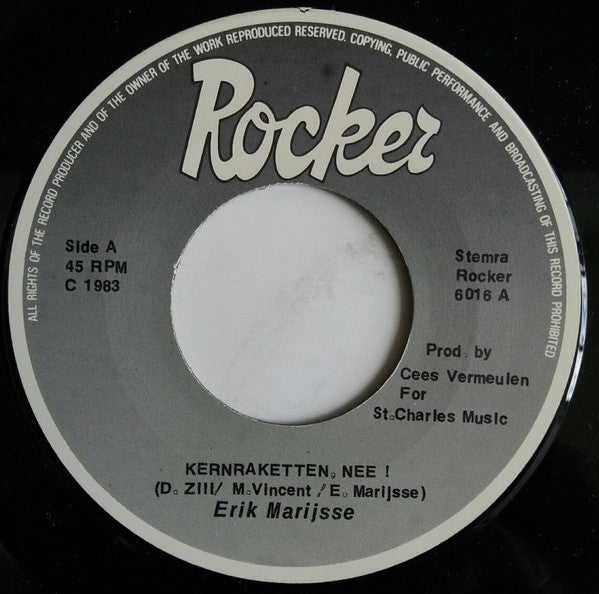 ALL RIGHTS OF THE RECORD PRODUCER AND OF THE OWNER OF THE WORK REPRODUCED RESERVED. COPYING, PUBLIC PERFORMANCE AND BROADCASTING OF THIS RECORD PROHIBITED
Rocker
Side A
45 RPM
C 1983
Stemra
Rocker
6016 A
Prod. by
Cees Vermeulen
For
St.Charles Music
KERNRAKETTEN, NEE !
(D. Zill/ M.Vincent / E. Marijsse)
Erik Marijsse